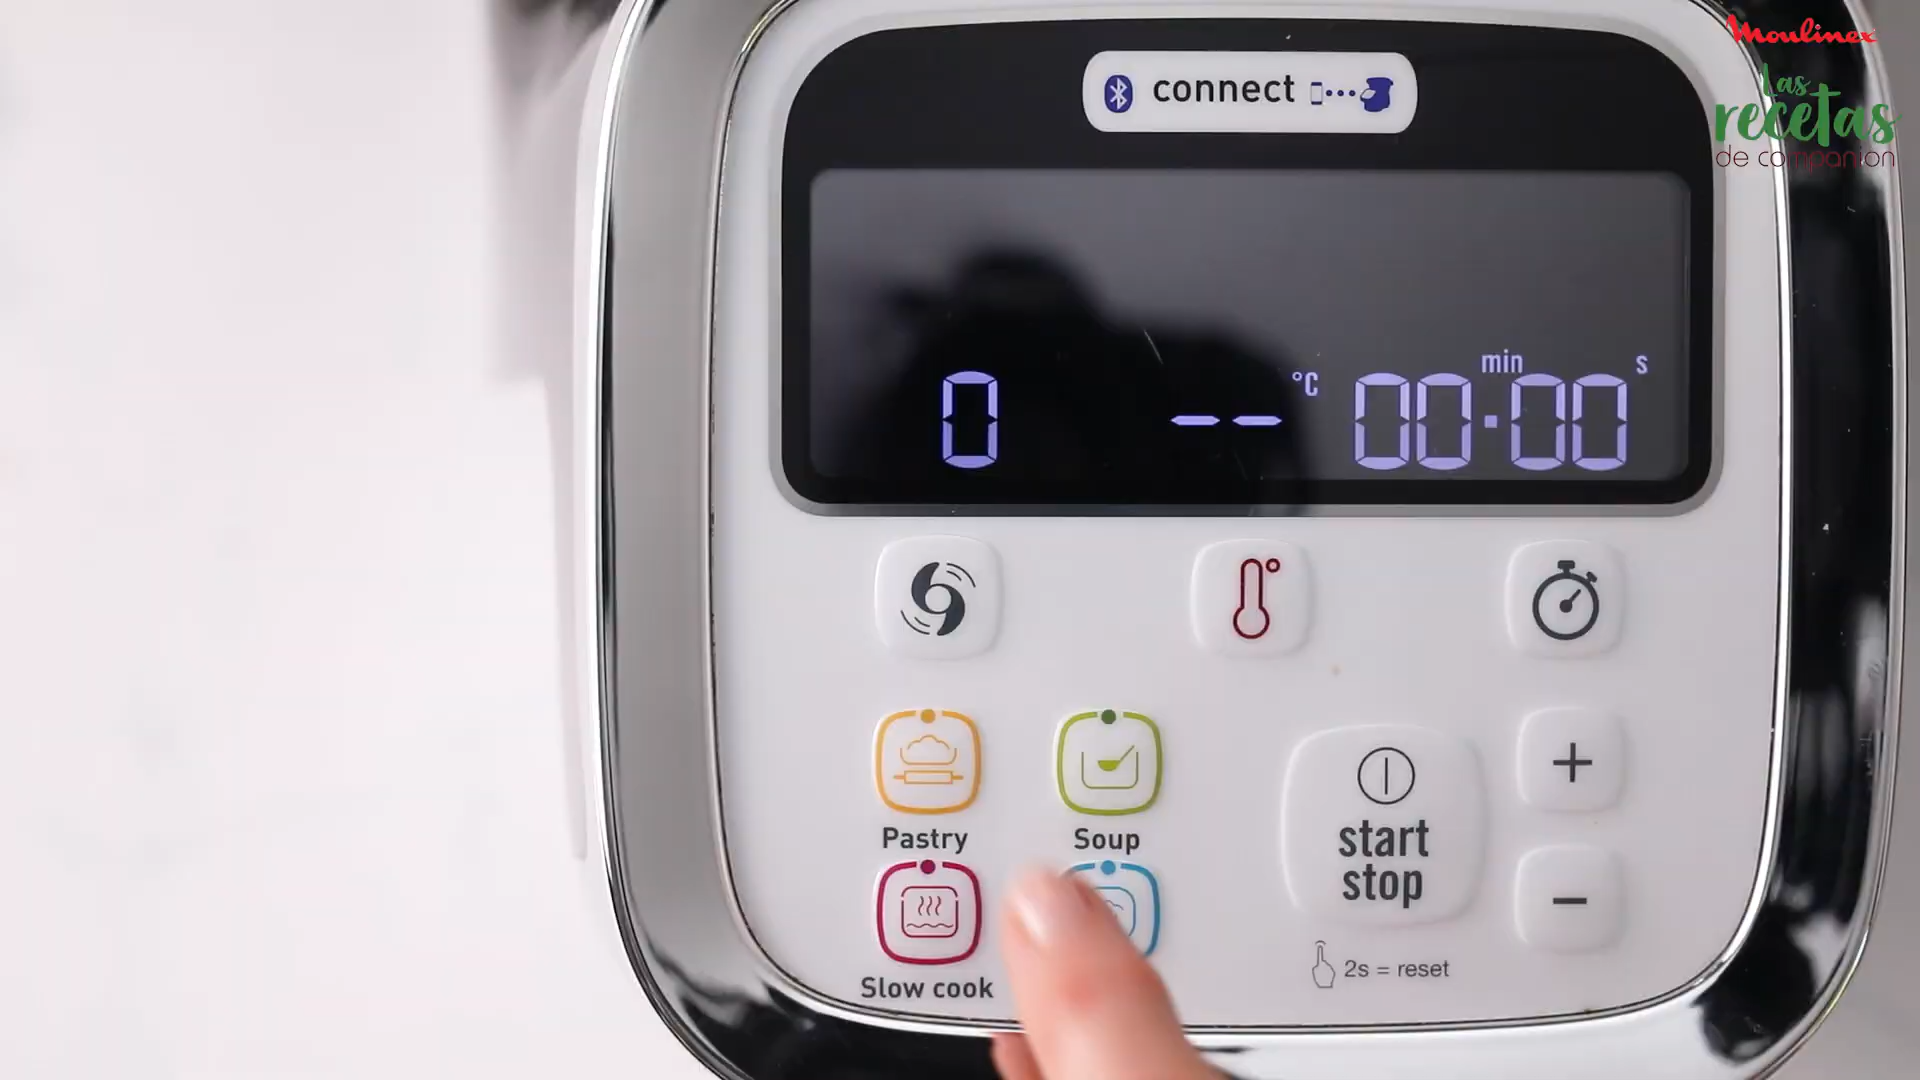 Moulinex
Las
recetas
de companion
connect
0 -- °C 00:00 min s
Pastry
Soup
start
stop
Slow cook
2s = reset